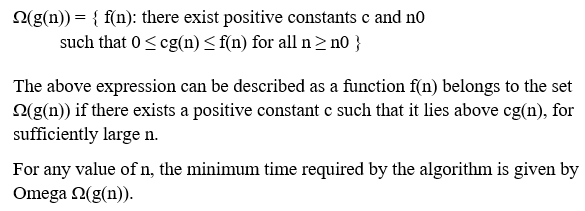 Ω(g(n)) = { f(n): there exist positive constants c and n0
such that 0 ≤ cg(n) ≤ f(n) for all n ≥ n0 }
The above expression can be described as a function f(n) belongs to the set
Ω(g(n)) if there exists a positive constant c such that it lies above cg(n), for
sufficiently large n.
For any value of n, the minimum time required by the algorithm is given by
Omega Ω(g(n)).